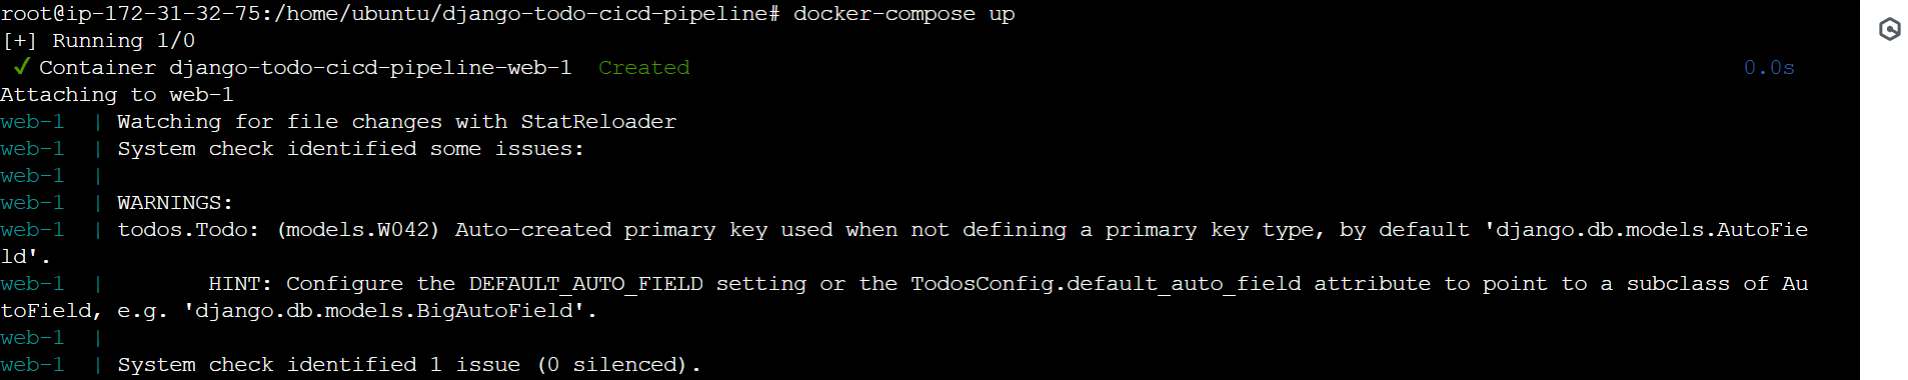 root@ip-172-31-32-75:/home/ubuntu/django-todo-cicd-pipeline# docker-compose up
[+] Running 1/0
 ✓ Container django-todo-cicd-pipeline-web-1  Created 0.0s
Attaching to web-1
web-1  | Watching for file changes with StatReloader
web-1  | System check identified some issues:
web-1  |
web-1  | WARNINGS:
web-1  | todos.Todo: (models.W042) Auto-created primary key used when not defining a primary key type, by default 'django.db.models.AutoFie
ld'.
web-1  |        HINT: Configure the DEFAULT_AUTO_FIELD setting or the TodosConfig.default_auto_field attribute to point to a subclass of Au
toField, e.g. 'django.db.models.BigAutoField'.
web-1  |
web-1  | System check identified 1 issue (0 silenced).